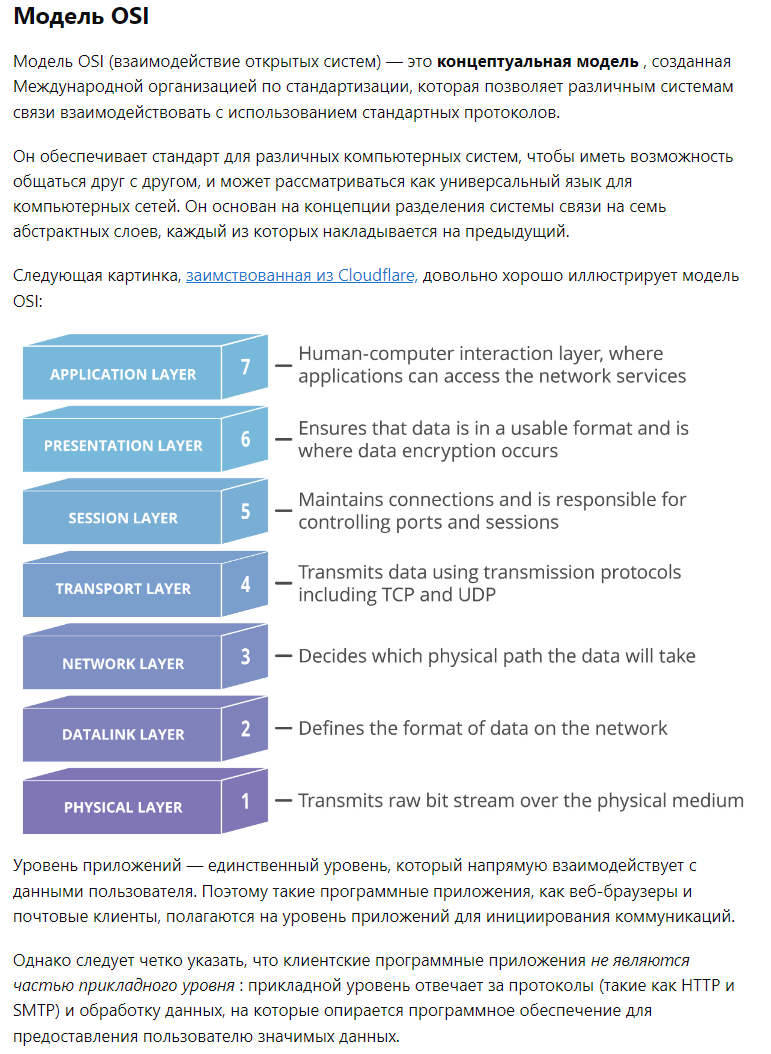 Модель OSI
Модель OSI (взаимодействие открытых систем) — это концептуальная модель , созданная
Международной организацией по стандартизации, которая позволяет различным системам
связи взаимодействовать с использованием стандартных протоколов.
Он обеспечивает стандарт для различных компьютерных систем, чтобы иметь возможность
общаться друг с другом, и может рассматриваться как универсальный язык для
компьютерных сетей. Он основан на концепции разделения системы связи на семь
абстрактных слоев, каждый из которых накладывается на предыдущий.
Следующая картинка, заимствованная из Cloudflare, довольно хорошо иллюстрирует модель
OSI:
APPLICATION LAYER 7 — Human-computer interaction layer, where
applications can access the network services
PRESENTATION LAYER 6 — Ensures that data is in a usable format and is
where data encryption occurs
SESSION LAYER 5 — Maintains connections and is responsible for
controlling ports and sessions
TRANSPORT LAYER 4 — Transmits data using transmission protocols
including TCP and UDP
NETWORK LAYER 3 — Decides which physical path the data will take
DATALINK LAYER 2 — Defines the format of data on the network
PHYSICAL LAYER 1 — Transmits raw bit stream over the physical medium
Уровень приложений — единственный уровень, который напрямую взаимодействует с
данными пользователя. Поэтому такие программные приложения, как веб-браузеры и
почтовые клиенты, полагаются на уровень приложений для инициирования коммуникаций.
Однако следует четко указать, что клиентские программные приложения не являются
частью прикладного уровня : прикладной уровень отвечает за протоколы (такие как HTTP и
SMTP) и обработку данных, на которые опирается программное обеспечение для
предоставления пользователю значимых данных.